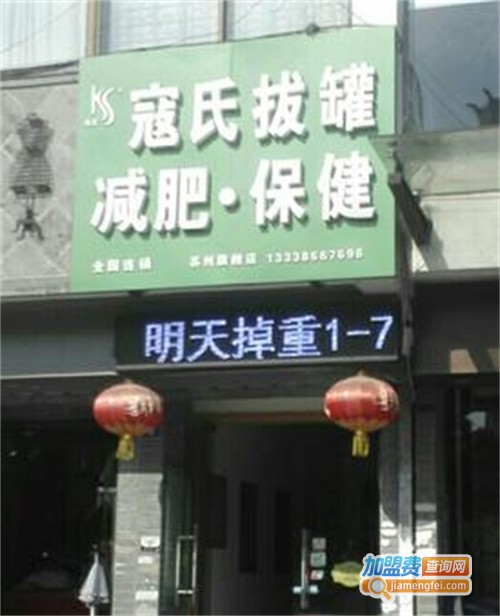 KS
寇氏拔罐
减肥·保健
全国连锁 苏州旗舰店 13338667696
明天掉重1-7
加盟费查询网
jiamengfei.com